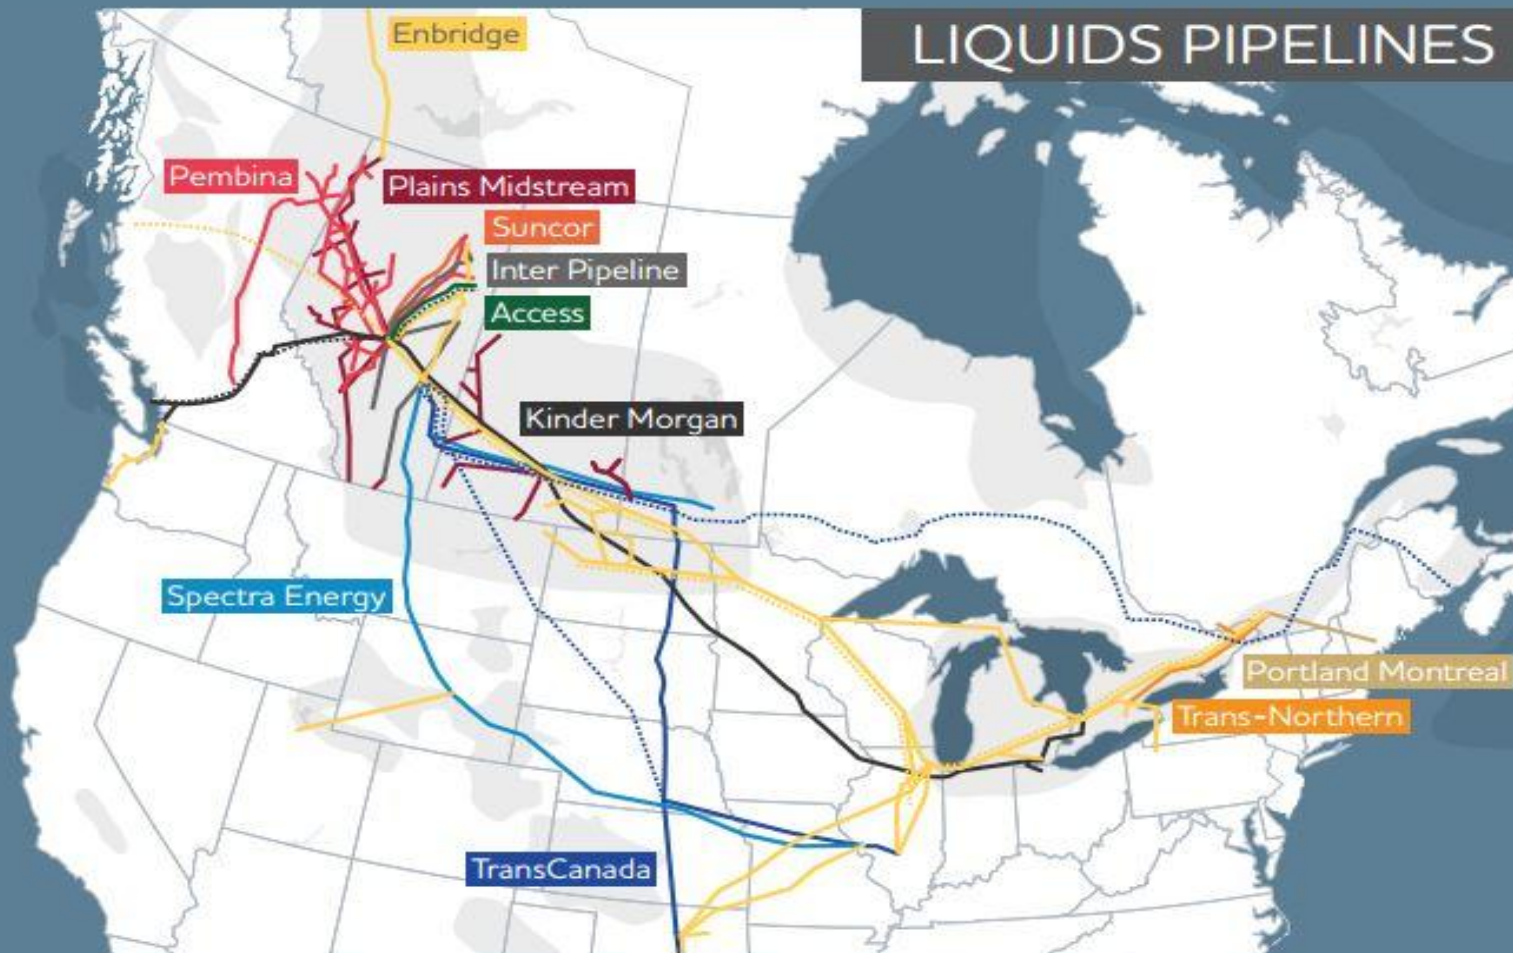 Enbridge
LIQUIDS PIPELINES
Pembina
Plains Midstream
Suncor
Inter Pipeline
Access
Kinder Morgan
Spectra Energy
Portland Montreal
Trans-Northern
TransCanada